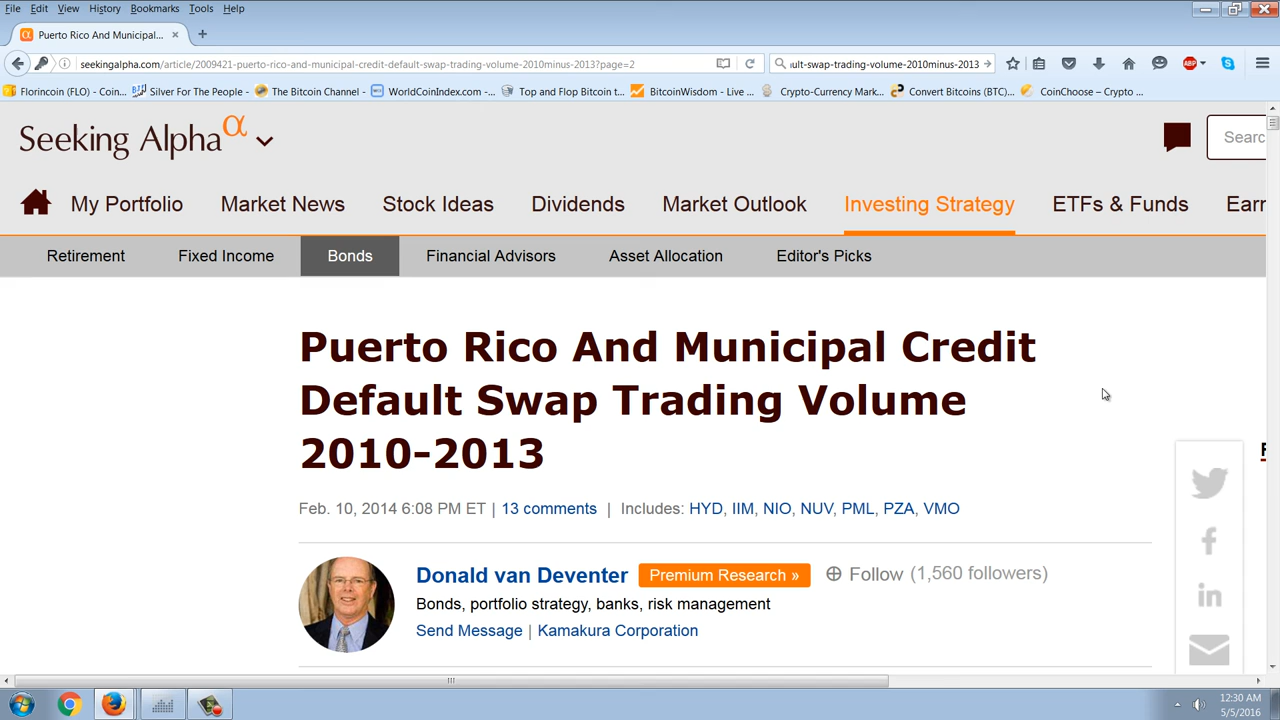 File Edit View History Bookmarks Tools Help
Puerto Rico And Municipal...
seekingalpha.com/article/2009421-puerto-rico-and-municipal-credit-default-swap-trading-volume-2010minus-2013?page=2
ult-swap-trading-volume-2010minus-2013
Florincoin (FLO) - Coin... Silver For The People - The Bitcoin Channel - WorldCoinIndex.com -... Top and Flop Bitcoin t... BitcoinWisdom - Live ... Crypto-Currency Mark... Convert Bitcoins (BTC)... CoinChoose – Crypto ...
Seeking Alpha α
Searc
My Portfolio Market News Stock Ideas Dividends Market Outlook Investing Strategy ETFs & Funds Earr
Retirement Fixed Income Bonds Financial Advisors Asset Allocation Editor's Picks
Puerto Rico And Municipal Credit
Default Swap Trading Volume
2010-2013
Feb. 10, 2014 6:08 PM ET | 13 comments | Includes: HYD, IIM, NIO, NUV, PML, PZA, VMO
Donald van Deventer Premium Research » Follow (1,560 followers)
Bonds, portfolio strategy, banks, risk management
Send Message | Kamakura Corporation
12:30 AM
5/5/2016